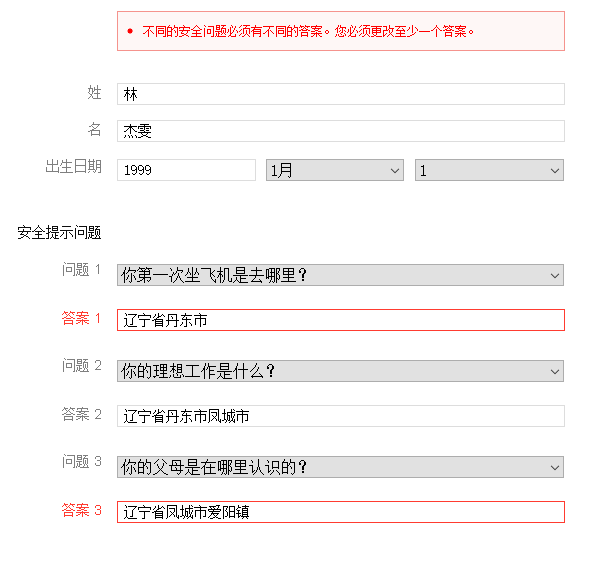 不同的安全问题必须有不同的答案。您必须更改至少一个答案。
姓 林
名 杰雯
出生日期 1999 1月 1
安全提示问题
问题 1 你第一次坐飞机是去哪里？
答案 1 辽宁省丹东市
问题 2 你的理想工作是什么？
答案 2 辽宁省丹东市凤城市
问题 3 你的父母是在哪里认识的？
答案 3 辽宁省凤城市爱阳镇